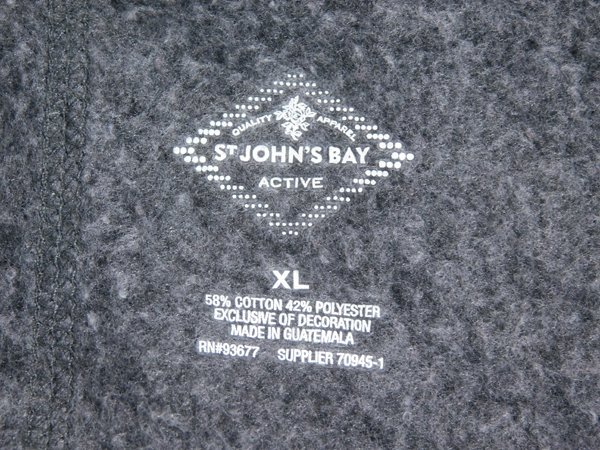 QUALITY APPAREL
ST JOHN'S BAY
ACTIVE
XL
58% COTTON 42% POLYESTER
EXCLUSIVE OF DECORATION
MADE IN GUATEMALA
RN#93677 SUPPLIER 70945-1